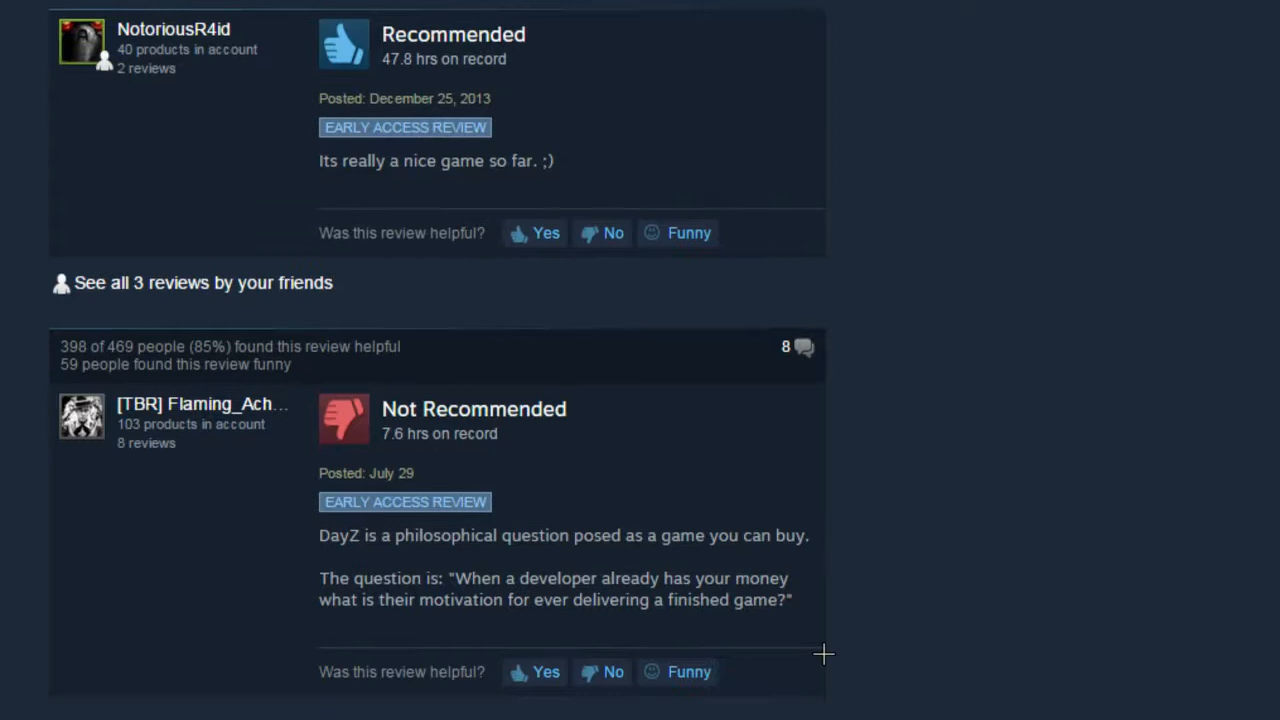 NotoriousR4id
40 products in account
2 reviews
Recommended
47.8 hrs on record
Posted: December 25, 2013
EARLY ACCESS REVIEW
Its really a nice game so far. ;)
Was this review helpful? Yes No Funny
See all 3 reviews by your friends
398 of 469 people (85%) found this review helpful
59 people found this review funny
8
[TBR] Flaming_Ach...
103 products in account
8 reviews
Not Recommended
7.6 hrs on record
Posted: July 29
EARLY ACCESS REVIEW
DayZ is a philosophical question posed as a game you can buy.
The question is: "When a developer already has your money
what is their motivation for ever delivering a finished game?"
Was this review helpful? Yes No Funny